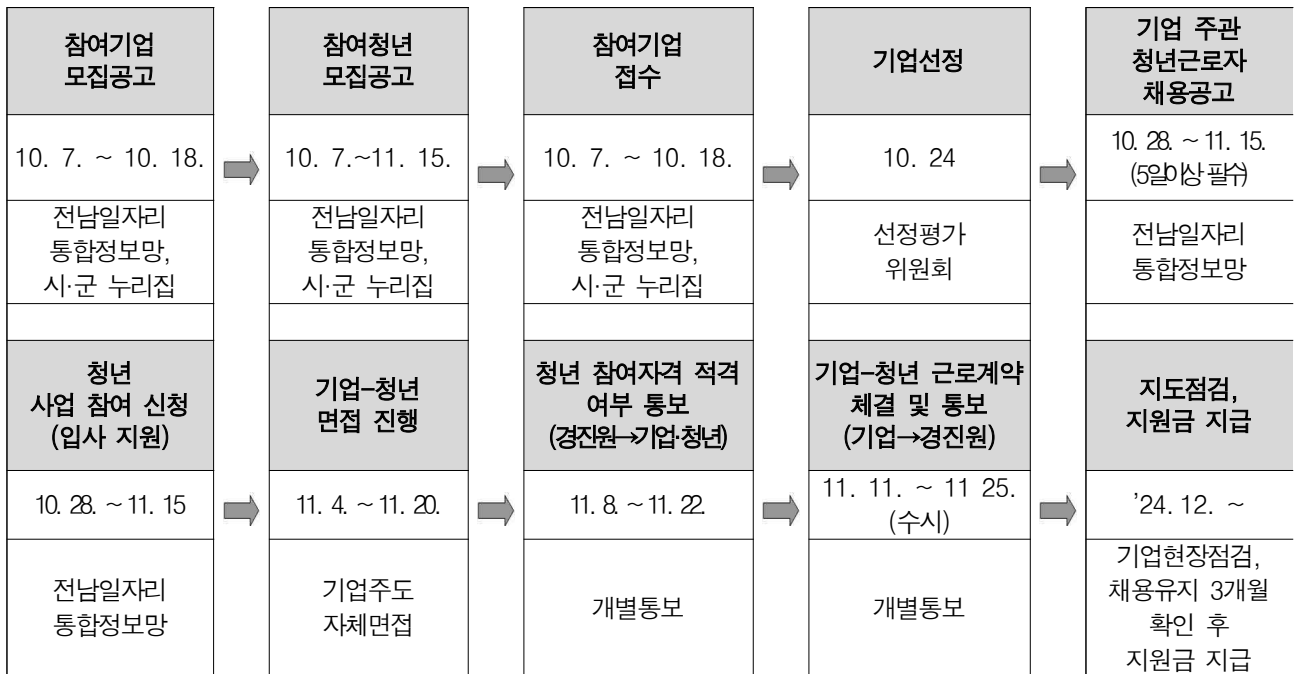 참여기업
모집공고
참여청년
모집공고
참여기업
접수
기업선정
기업 주관
청년근로자
채용공고
10. 7. ~ 10. 18.
10. 7.~11. 15.
10. 7. ~ 10. 18.
10. 24
10. 28. ~ 11. 15.
(5일이상 필수)
전남일자리
통합정보망,
시·군 누리집
전남일자리
통합정보망,
시·군 누리집
전남일자리
통합정보망,
시·군 누리집
선정평가
위원회
전남일자리
통합정보망
청년
사업 참여 신청
(입사 지원)
기업-청년
면접 진행
청년 참여자격 적격
여부 통보
(경진원→기업·청년)
기업-청년 근로계약
체결 및 통보
(기업→경진원)
지도점검,
지원금 지급
10. 28. ~ 11. 15
11. 4. ~ 11. 20.
11. 8. ~ 11. 22.
11. 11. ~ 11 25.
(수시)
'24. 12. ~
전남일자리
통합정보망
기업주도
자체면접
개별통보
개별통보
기업현장점검,
채용유지 3개월
확인 후
지원금 지급